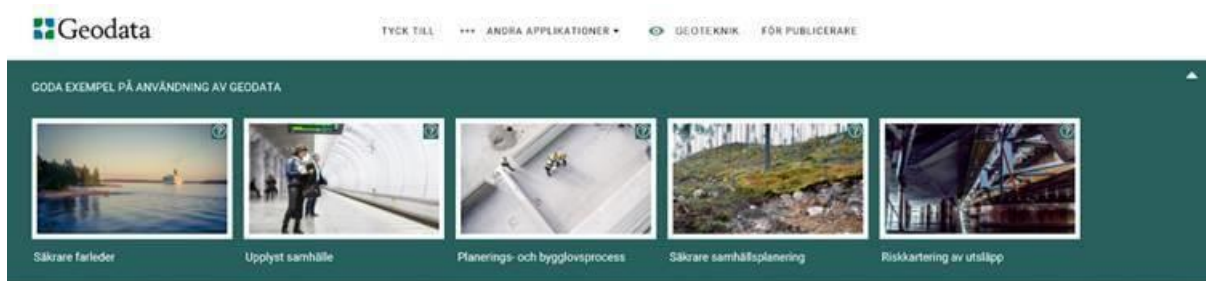 Geodata
TYCK TILL ••• ANDRA APPLIKATIONER GEOTEKNIK FÖR PUBLICERARE
GODA EXEMPEL PÅ ANVÄNDNING AV GEODATA
Säkrare farleder Upplyst samhälle Planerings- och bygglovsprocess Säkrare samhällsplanering Riskkartering av utsläpp